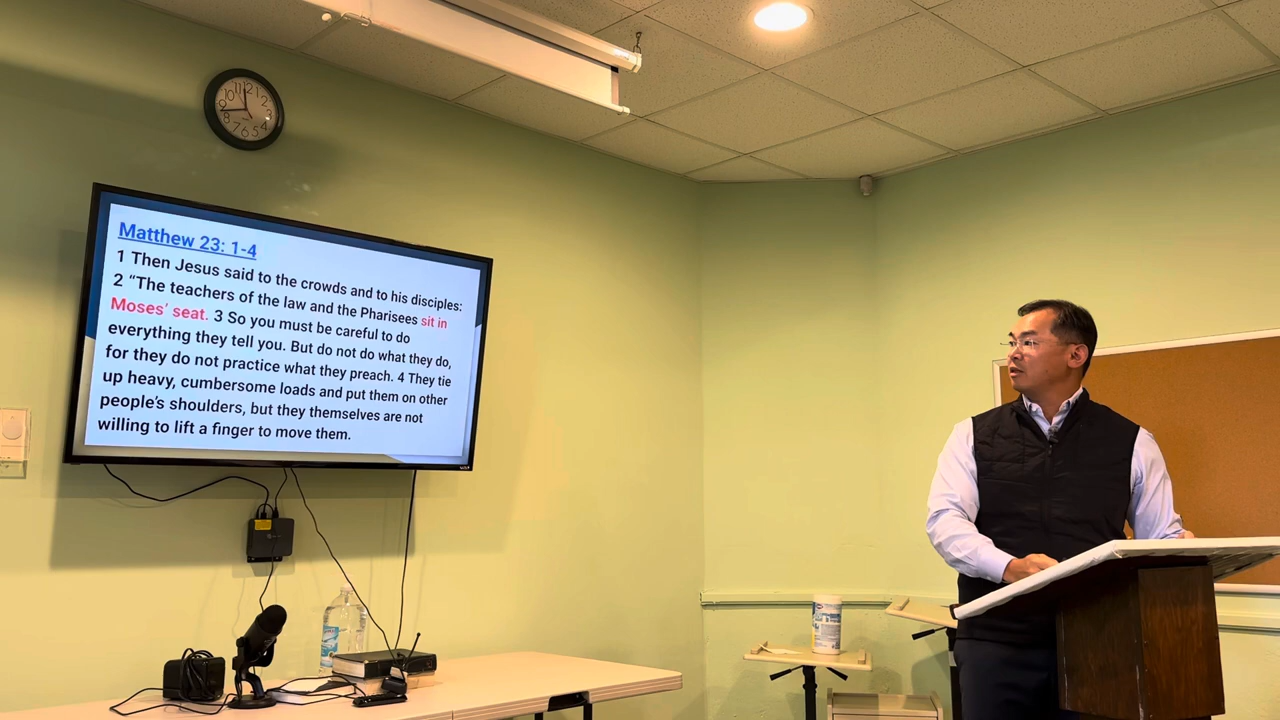 Matthew 23: 1-4
1 Then Jesus said to the crowds and to his disciples:
2 “The teachers of the law and the Pharisees sit in
Moses’ seat. 3 So you must be careful to do
everything they tell you. But do not do what they do,
for they do not practice what they preach. 4 They tie
up heavy, cumbersome loads and put them on other
people’s shoulders, but they themselves are not
willing to lift a finger to move them.